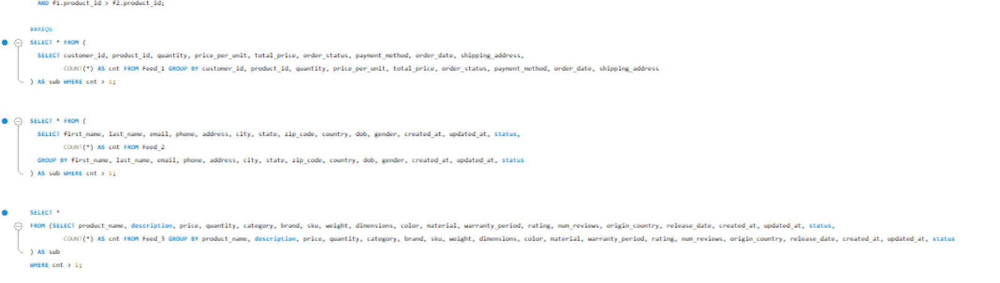 AND f1.product_id > f2.product_id;
##REQ6
SELECT * FROM (
SELECT customer_id, product_id, quantity, price_per_unit, total_price, order_status, payment_method, order_date, shipping_address,
COUNT(*) AS cnt FROM Feed_1 GROUP BY customer_id, product_id, quantity, price_per_unit, total_price, order_status, payment_method, order_date, shipping_address
) AS sub WHERE cnt > 1;
SELECT * FROM (
SELECT first_name, last_name, email, phone, address, city, state, zip_code, country, dob, gender, created_at, updated_at, status,
COUNT(*) AS cnt FROM Feed_2
GROUP BY first_name, last_name, email, phone, address, city, state, zip_code, country, dob, gender, created_at, updated_at, status
) AS sub WHERE cnt > 1;
SELECT *
FROM (SELECT product_name, description, price, quantity, category, brand, sku, weight, dimensions, color, material, warranty_period, rating, num_reviews, origin_country, release_date, created_at, updated_at, status,
COUNT(*) AS cnt FROM Feed_3 GROUP BY product_name, description, price, quantity, category, brand, sku, weight, dimensions, color, material, warranty_period, rating, num_reviews, origin_country, release_date, created_at, updated_at, status
) AS sub
WHERE cnt > 1;